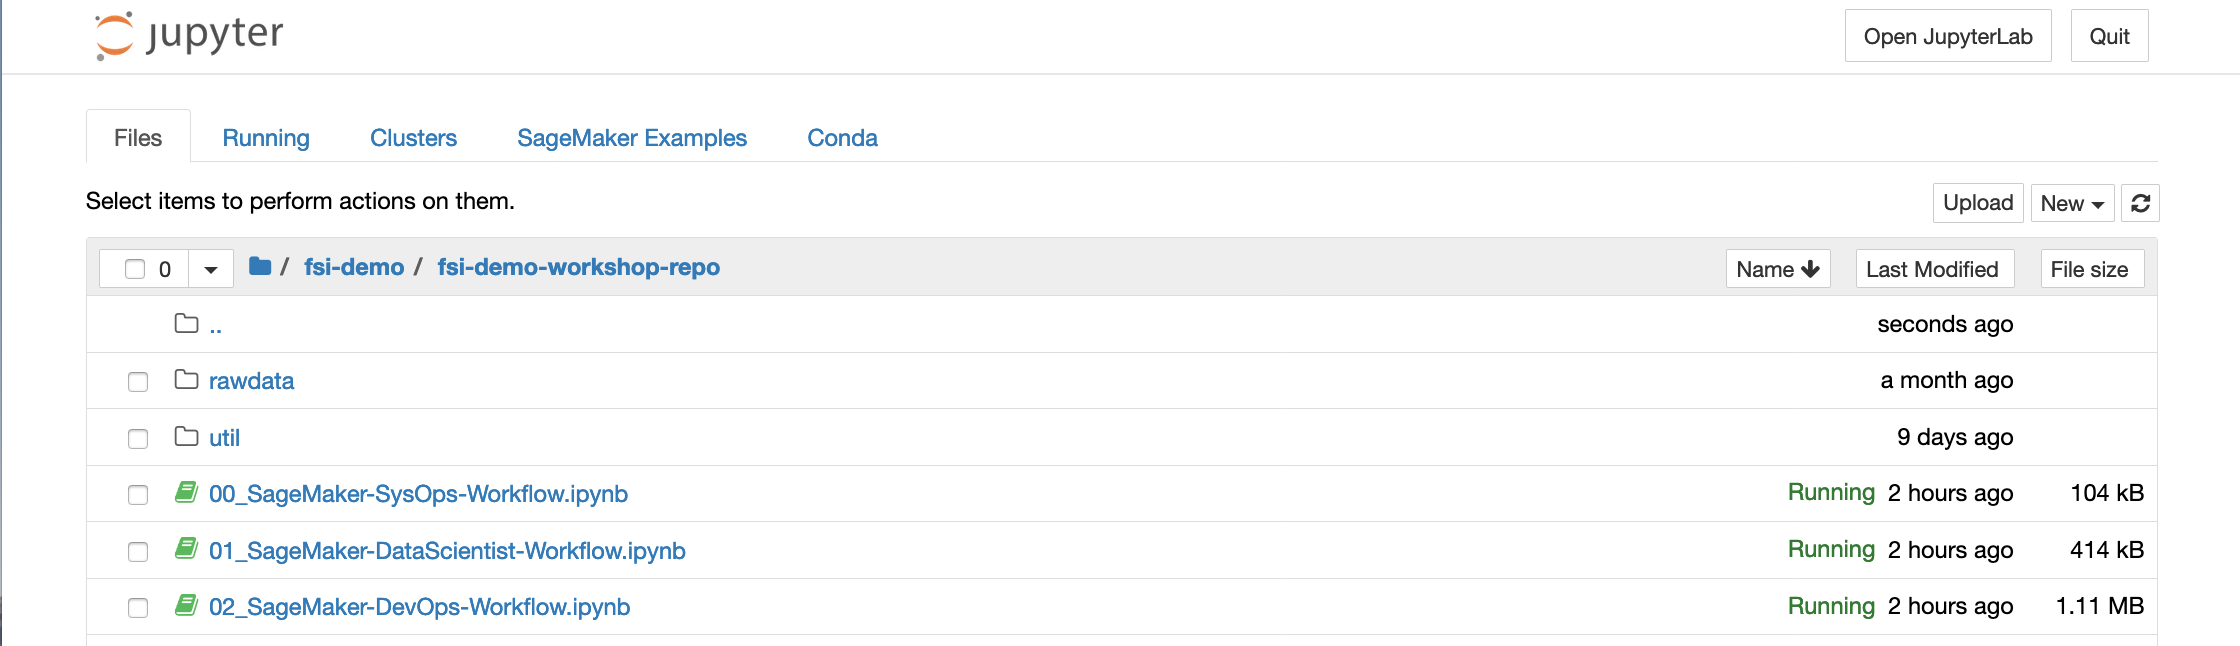 jupyter Open JupyterLab Quit
Files Running Clusters SageMaker Examples Conda
Select items to perform actions on them. Upload New
0 / fsi-demo / fsi-demo-workshop-repo Name Last Modified File size
.. seconds ago
rawdata a month ago
util 9 days ago
00_SageMaker-SysOps-Workflow.ipynb Running 2 hours ago 104 kB
01_SageMaker-DataScientist-Workflow.ipynb Running 2 hours ago 414 kB
02_SageMaker-DevOps-Workflow.ipynb Running 2 hours ago 1.11 MB